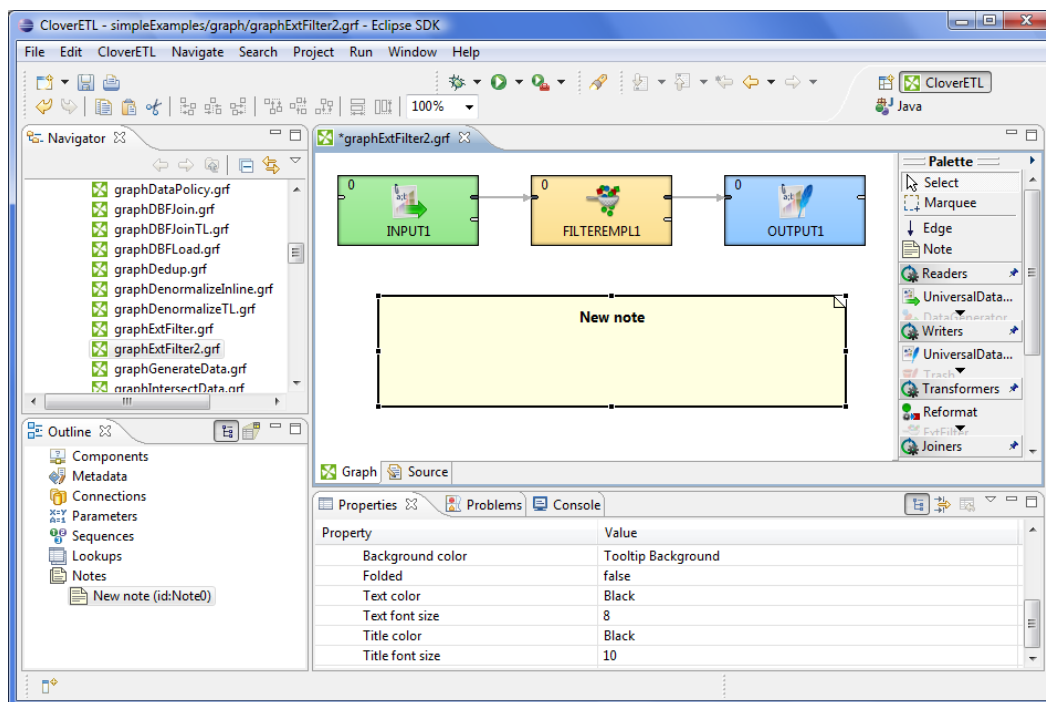 CloverETL - simpleExamples/graph/graphExtFilter2.grf - Eclipse SDK
File Edit CloverETL Navigate Search Project Run Window Help
CloverETL
100%
Java
Navigator
*graphExtFilter2.grf
graphDataPolicy.grf
graphDBFJoin.grf
graphDBFJoinTL.grf
graphDBFLoad.grf
graphDedup.grf
graphDenormalizeInline.grf
graphDenormalizeTL.grf
graphExtFilter.grf
graphExtFilter2.grf
graphGenerateData.grf
graphIntersectData.grf
0 0 0
INPUT1 FILTEREMPL1 OUTPUT1
New note
Palette
Select
Marquee
Edge
Note
Readers
UniversalData...
DataGenerator
Writers
UniversalData...
Trash
Transformers
Reformat
ExtFilter
Joiners
Graph Source
Outline
Components
Metadata
Connections
Parameters
Sequences
Lookups
Notes
New note (id:Note0)
Properties Problems Console
Property Value
Background color Tooltip Background
Folded false
Text color Black
Text font size 8
Title color Black
Title font size 10